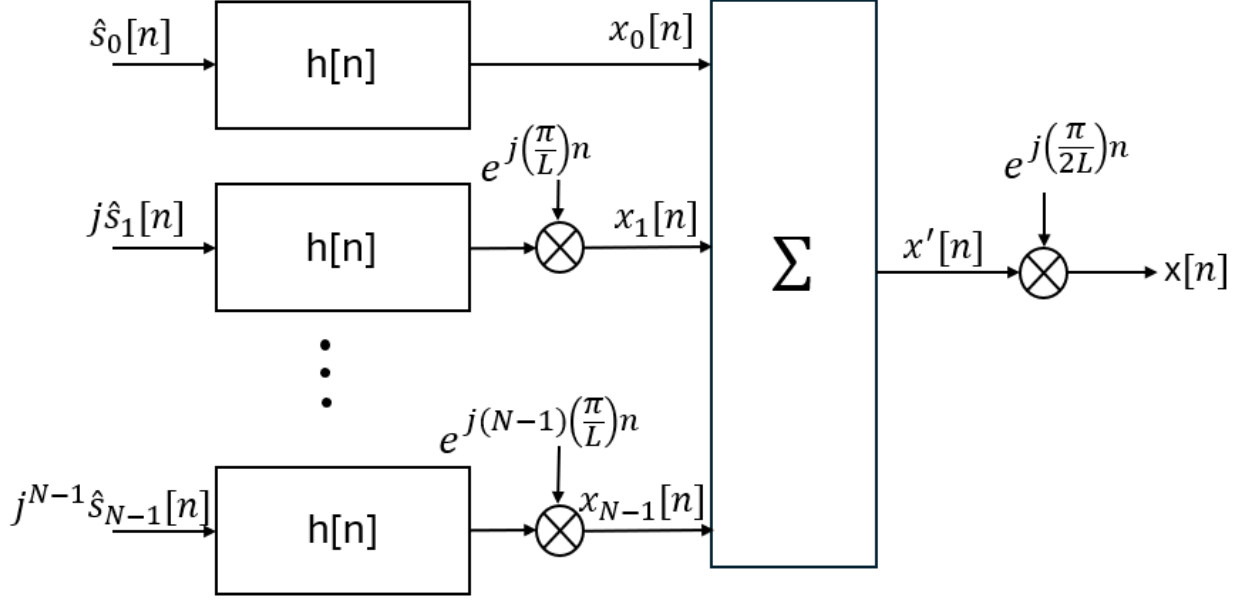 ŝ₀[n] h[n] x₀[n]
e^{j(π/L)n} e^{j(π/2L)n}
jŝ₁[n] h[n] x₁[n] Σ x′[n] x[n]
e^{j(N−1)(π/L)n}
j^{N−1}ŝ_{N−1}[n] h[n] x_{N−1}[n]